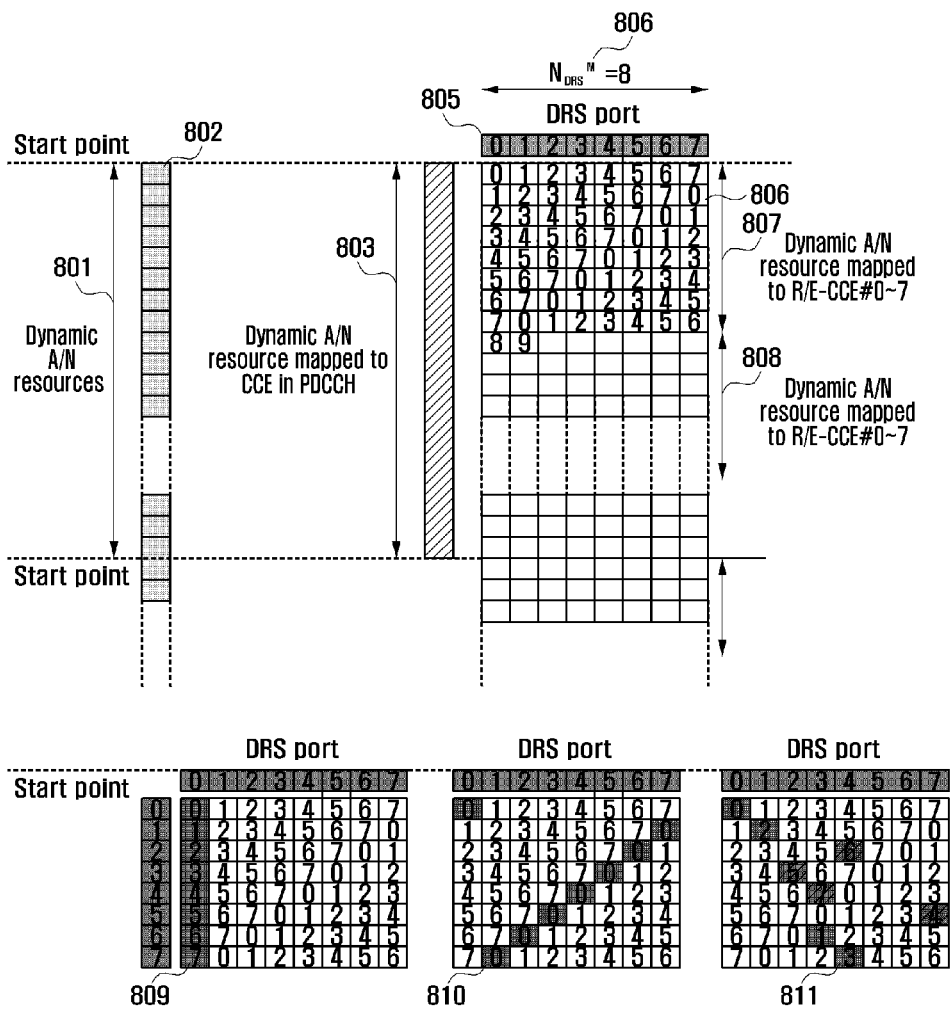 806
N_DRS^M =8
DRS port
805
0 1 2 3 4 5 6 7
Start point
802
801
Dynamic
A/N
resources
803
Dynamic A/N
resource mapped to
CCE in PDCCH
0 1 2 3 4 5 6 7
1 2 3 4 5 6 7 0
2 3 4 5 6 7 0 1
3 4 5 6 7 0 1 2
4 5 6 7 0 1 2 3
5 6 7 0 1 2 3 4
6 7 0 1 2 3 4 5
7 0 1 2 3 4 5 6
8 9
806
807
Dynamic A/N
resource mapped
to R/E-CCE#0~7
808
Dynamic A/N
resource mapped
to R/E-CCE#0~7
Start point
Start point
DRS port
0 1 2 3 4 5 6 7
0 0 1 2 3 4 5 6 7
1 1 2 3 4 5 6 7 0
2 2 3 4 5 6 7 0 1
3 3 4 5 6 7 0 1 2
4 4 5 6 7 0 1 2 3
5 5 6 7 0 1 2 3 4
6 6 7 0 1 2 3 4 5
7 7 0 1 2 3 4 5 6
809
DRS port
0 1 2 3 4 5 6 7
0 1 2 3 4 5 6 7
1 2 3 4 5 6 7 0
2 3 4 5 6 7 0 1
3 4 5 6 7 0 1 2
4 5 6 7 0 1 2 3
5 6 7 0 1 2 3 4
6 7 0 1 2 3 4 5
7 0 1 2 3 4 5 6
810
DRS port
0 1 2 3 4 5 6 7
0 1 2 3 4 5 6 7
1 2 3 4 5 6 7 0
2 3 4 5 6 7 0 1
3 4 5 6 7 0 1 2
4 5 6 7 0 1 2 3
5 6 7 0 1 2 3 4
6 7 0 1 2 3 4 5
7 0 1 2 3 4 5 6
811